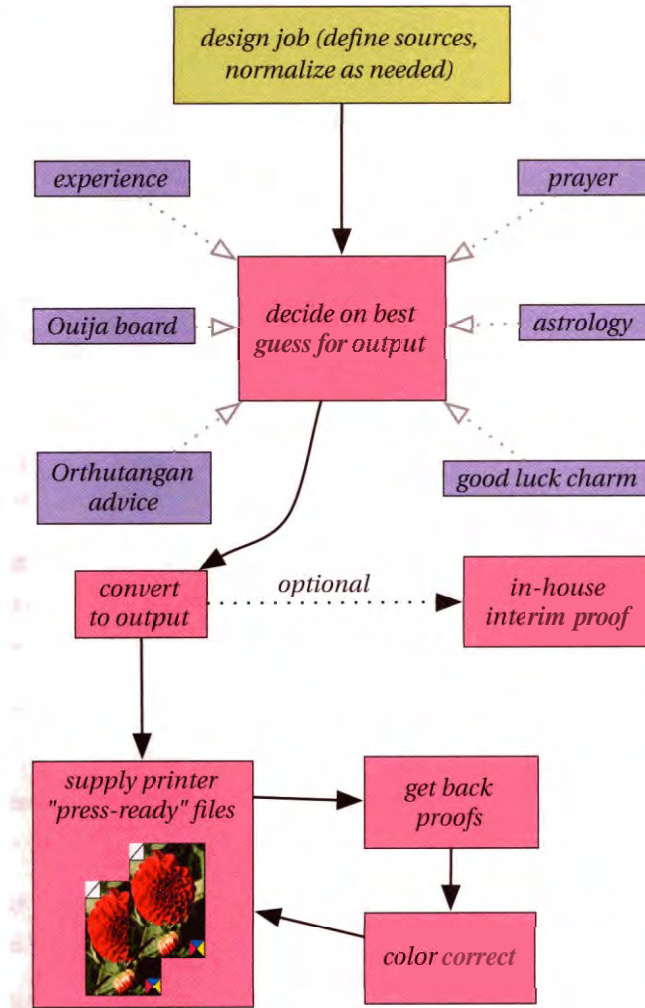 design job (define sources,
normalize as needed)
experience
prayer
decide on best
guess for output
Ouija board
astrology
Orthutangan
advice
good luck charm
convert
to output
optional
in-house
interim proof
supply printer
"press-ready" files
get back
proofs
color correct